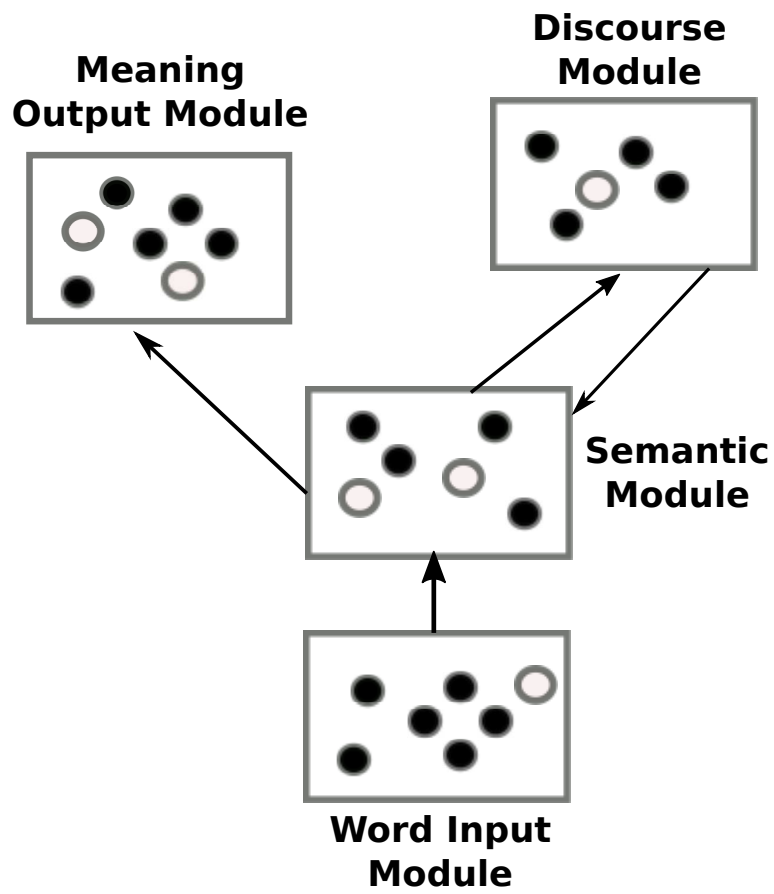 Discourse
Module
Meaning
Output Module
Semantic
Module
Word Input
Module